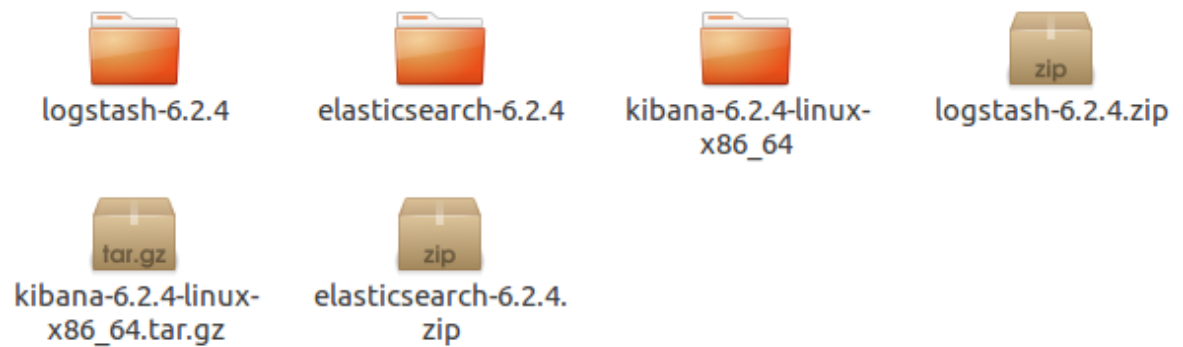 logstash-6.2.4
elasticsearch-6.2.4
kibana-6.2.4-linux-
x86_64
zip
logstash-6.2.4.zip
tar.gz
kibana-6.2.4-linux-
x86_64.tar.gz
zip
elasticsearch-6.2.4.
zip